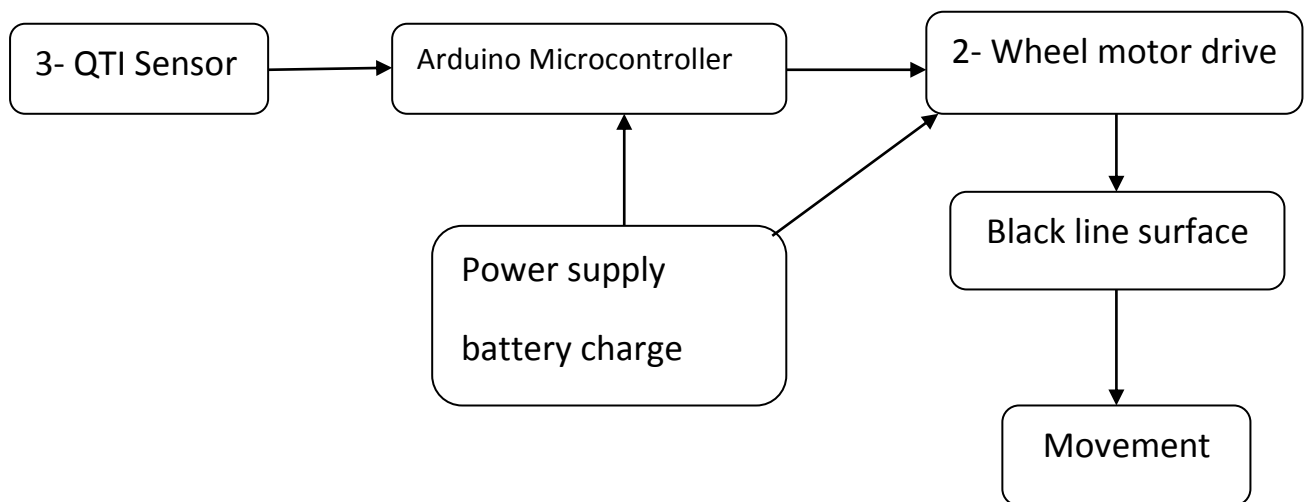 3- QTI Sensor
Arduino Microcontroller
2- Wheel motor drive
Power supply
battery charge
Black line surface
Movement